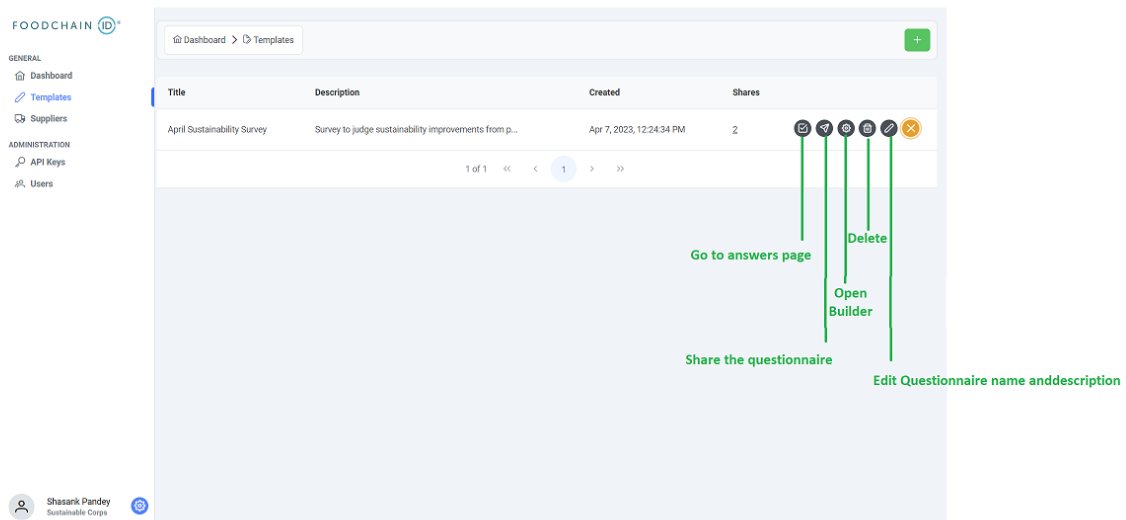 FOODCHAIN ID®
GENERAL
Dashboard
Templates
Suppliers
ADMINISTRATION
API Keys
Users
Shasank Pandey
Sustainable Corps
Dashboard > Templates
+
Title Description Created Shares
April Sustainability Survey Survey to judge sustainability improvements from p... Apr 7, 2023, 12:24:34 PM 2
1 of 1 « ‹ 1 › »
Delete
Go to answers page
Open
Builder
Share the questionnaire
Edit Questionnaire name anddescription